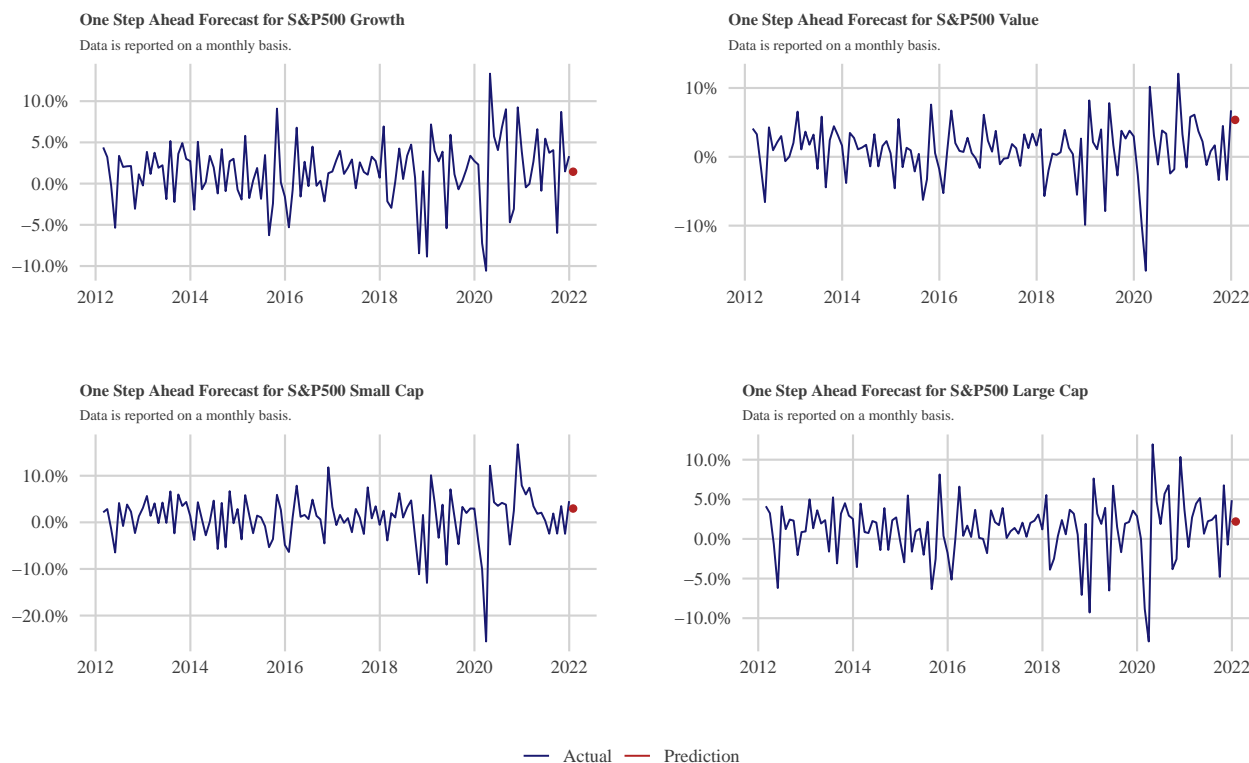 One Step Ahead Forecast for S&P500 Growth
Data is reported on a monthly basis.
10.0%
5.0%
0.0%
−5.0%
−10.0%
2012 2014 2016 2018 2020 2022
One Step Ahead Forecast for S&P500 Value
Data is reported on a monthly basis.
10%
0%
−10%
2012 2014 2016 2018 2020 2022
One Step Ahead Forecast for S&P500 Small Cap
Data is reported on a monthly basis.
10.0%
0.0%
−10.0%
−20.0%
2012 2014 2016 2018 2020 2022
One Step Ahead Forecast for S&P500 Large Cap
Data is reported on a monthly basis.
10.0%
5.0%
0.0%
−5.0%
−10.0%
2012 2014 2016 2018 2020 2022
Actual Prediction